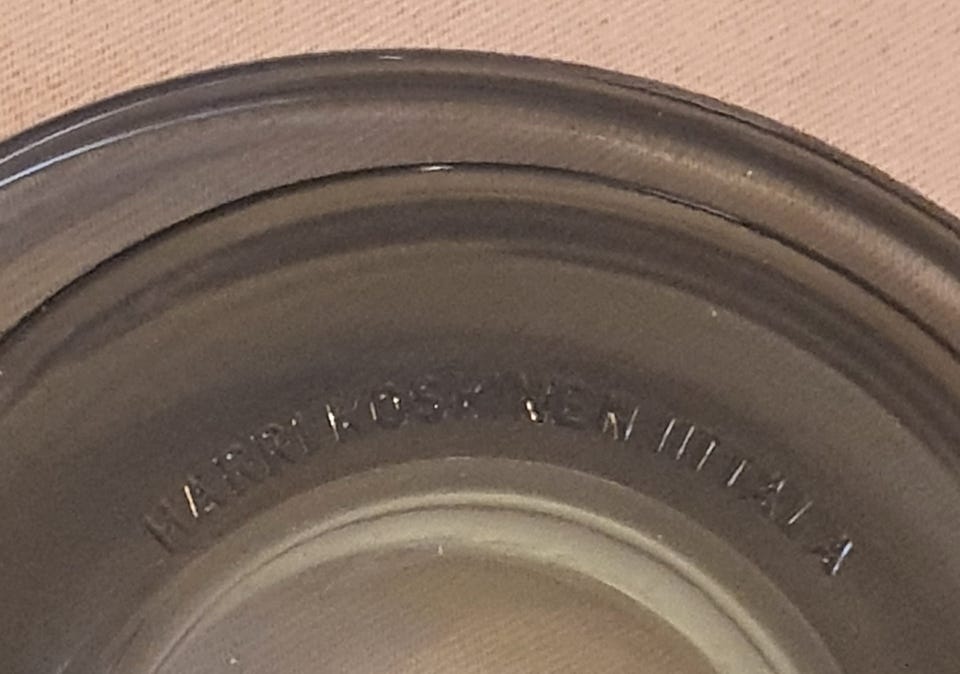 HARRI KOSKINEN IITTALA